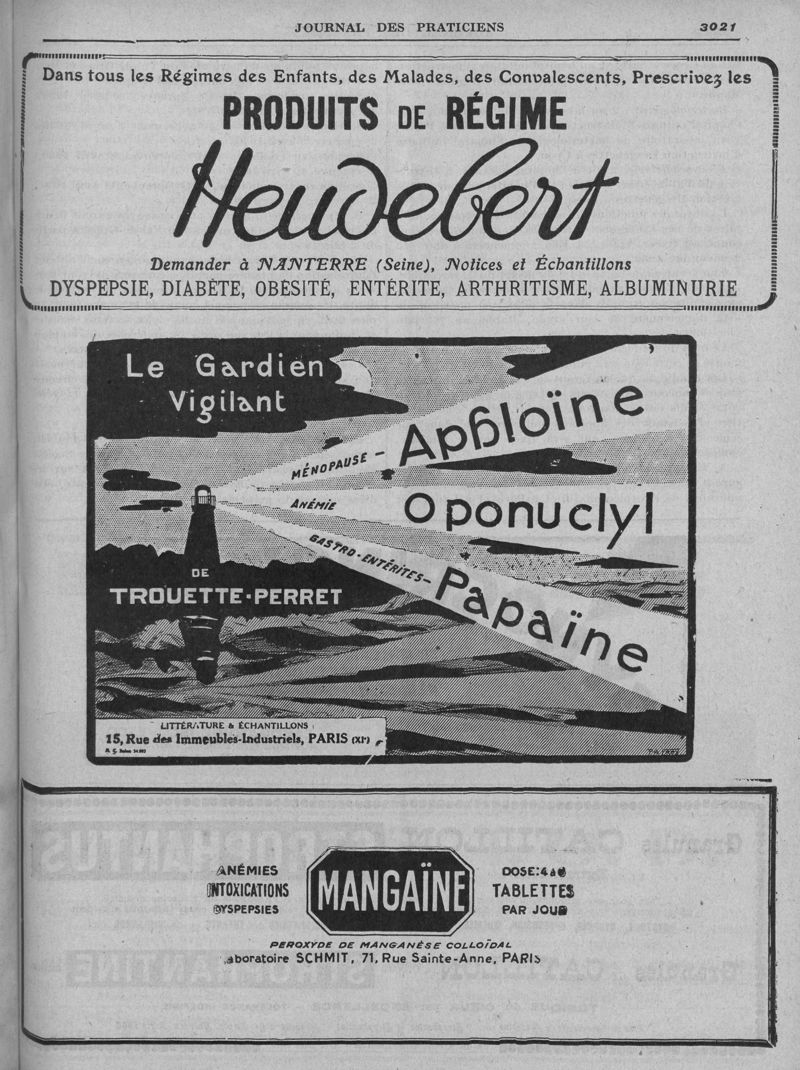 JOURNAL DES PRATICIENS 3021
Dans tous les Régimes des Enfants, des Malades, des Convalescents, Prescrivez les
PRODUITS DE RÉGIME
Heudebert
Demander à NANTERRE (Seine), Notices et Échantillons
DYSPEPSIE, DIABÈTE, OBÉSITÉ, ENTÉRITE, ARTHRITISME, ALBUMINURIE
Le Gardien
Vigilant
MÉNOPAUSE - Aphloïne
ANÉMIE Oponuclyl
GASTRO-ENTÉRITES - Papaïne
DE
TROUETTE-PERRET
LITTÉRATURE & ÉCHANTILLONS :
15, Rue des Immeubles-Industriels, PARIS (XIe)
ANÉMIES
INTOXICATIONS
DYSPEPSIES
MANGAÏNE
DOSE: 4 à 6
TABLETTES
PAR JOUR
PEROXYDE DE MANGANÈSE COLLOÏDAL
Laboratoire SCHMIT, 71, Rue Sainte-Anne, PARIS